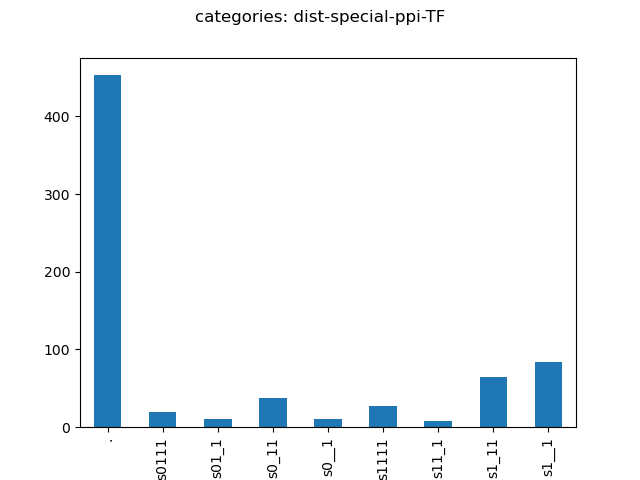 categories: dist-special-ppi-TF
400
300
200
100
0
.
s0111
s01_1
s0_11
s0__1
s1111
s11_1
s1_11
s1__1